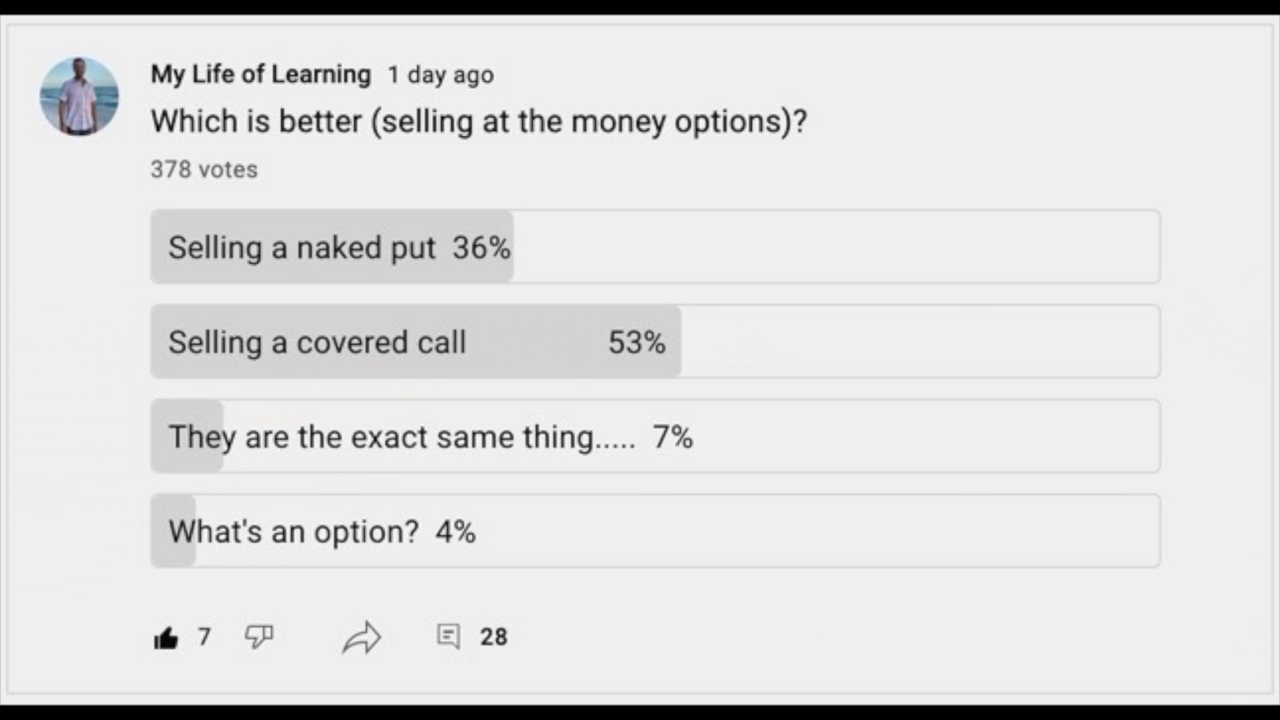 My Life of Learning 1 day ago
Which is better (selling at the money options)?
378 votes
Selling a naked put 36%
Selling a covered call 53%
They are the exact same thing..... 7%
What's an option? 4%
7 28